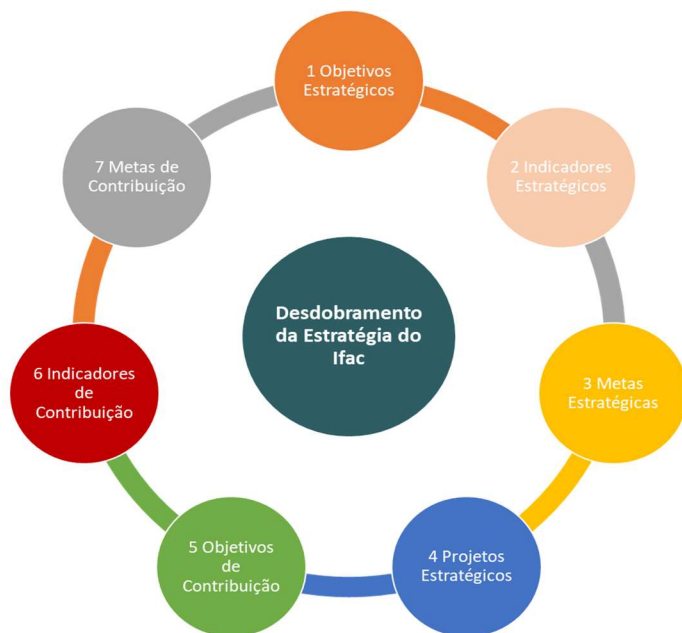 1 Objetivos
Estratégicos
2 Indicadores
Estratégicos
3 Metas
Estratégicas
4 Projetos
Estratégicos
5 Objetivos
de
Contribuição
6 Indicadores
de
Contribuição
7 Metas de
Contribuição
Desdobramento
da Estratégia do
Ifac